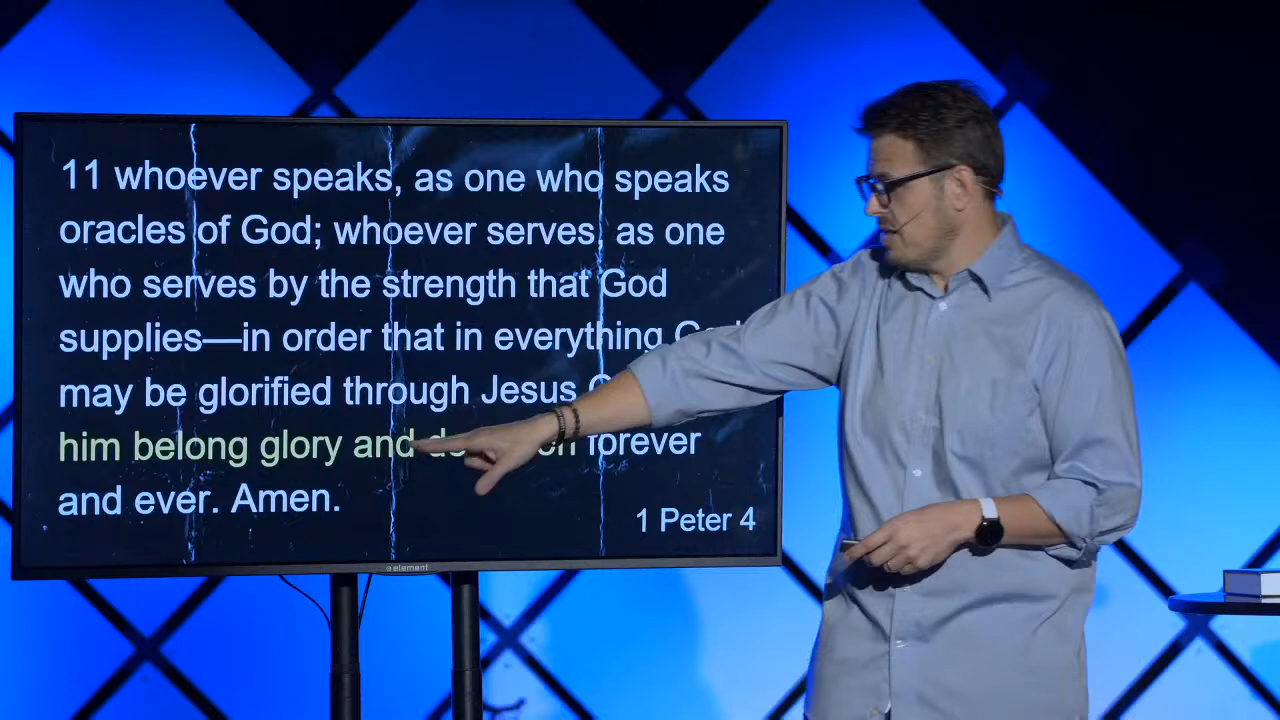 11 whoever speaks, as one who speaks
oracles of God; whoever serves, as one
who serves by the strength that God
supplies—in order that in everything
may be glorified through Jesus
him belong glory and forever
and ever. Amen.
1 Peter 4
element